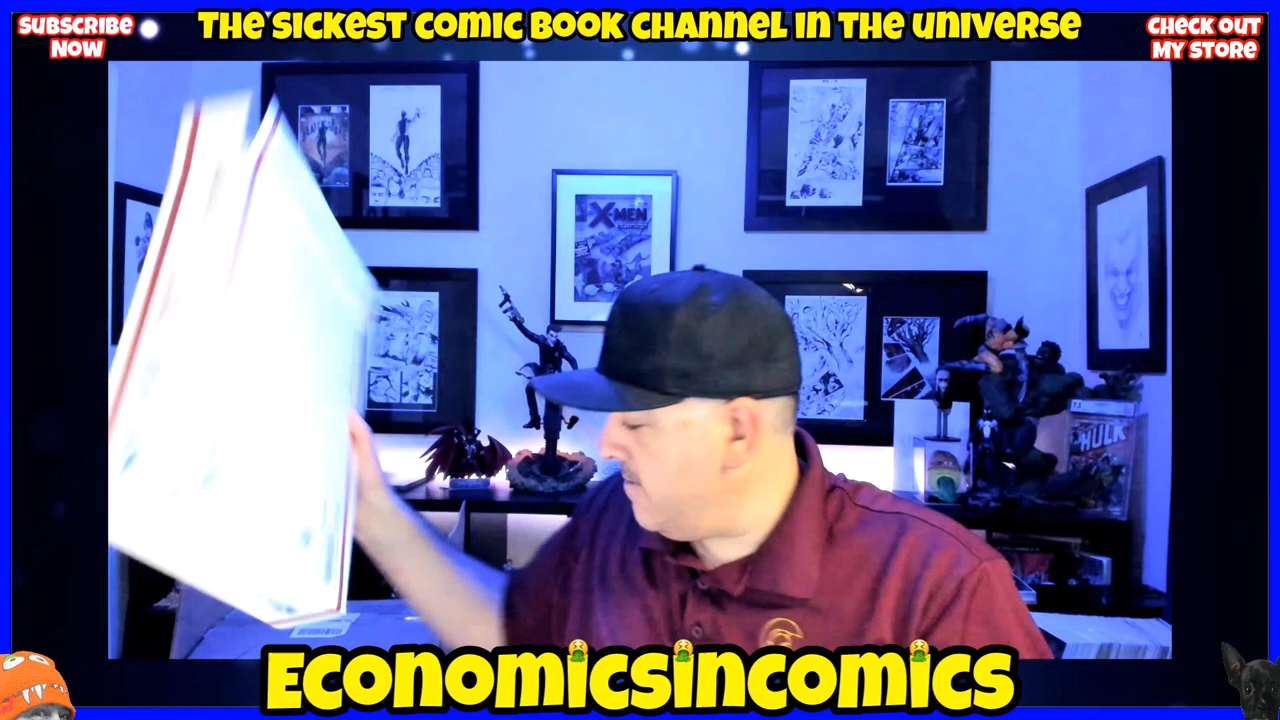 THE SICKEST COMIC BOOK CHANNEL IN THE UNIVERSE
SUBSCRIBE
NOW
CHECK OUT
MY STORE
X-MEN
HULK
ECONOMICSINCOMICS